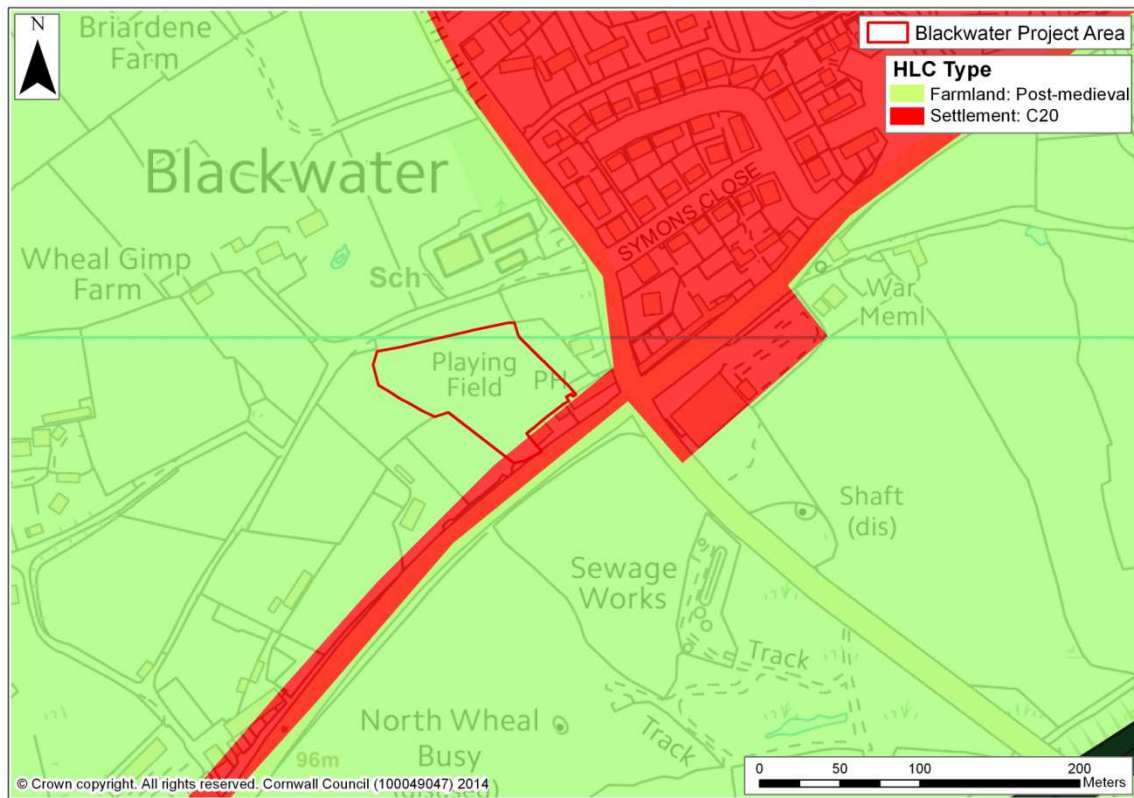 N
Briardene
Farm
Blackwater Project Area
HLC Type
Farmland: Post-medieval
Settlement: C20
Blackwater
SYMONS CLOSE
Wheal Gimp
Farm
Sch
War
Meml
Playing
Field
PH
Shaft
(dis)
Sewage
Works
Track
Track
North Wheal
Busy
(disused)
96m
© Crown copyright. All rights reserved. Cornwall Council (100049047) 2014
0 50 100 200
Meters